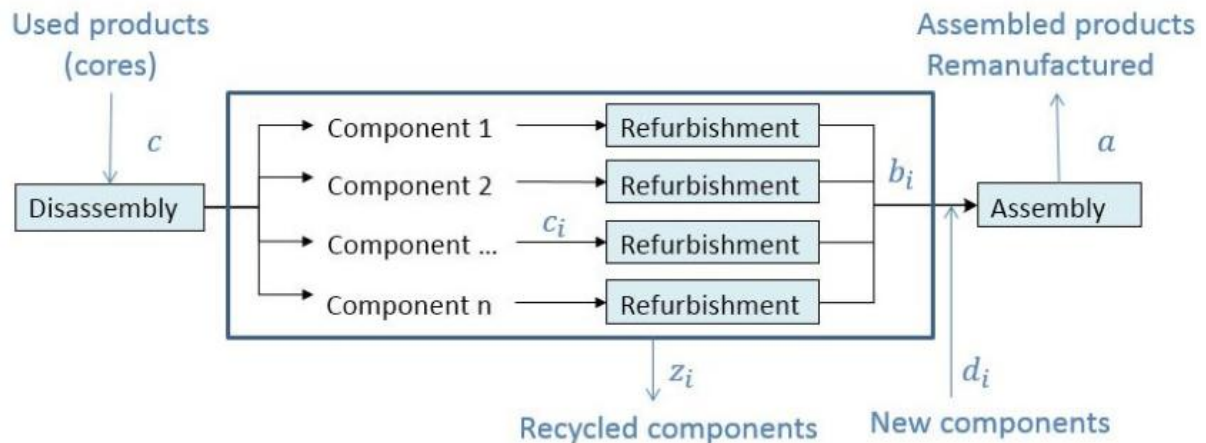 Used products
(cores)
Assembled products
Remanufactured
c
a
Component 1
Refurbishment
Component 2
Refurbishment
b_i
Disassembly
Assembly
Component ...
c_i
Refurbishment
Component n
Refurbishment
z_i
d_i
Recycled components
New components